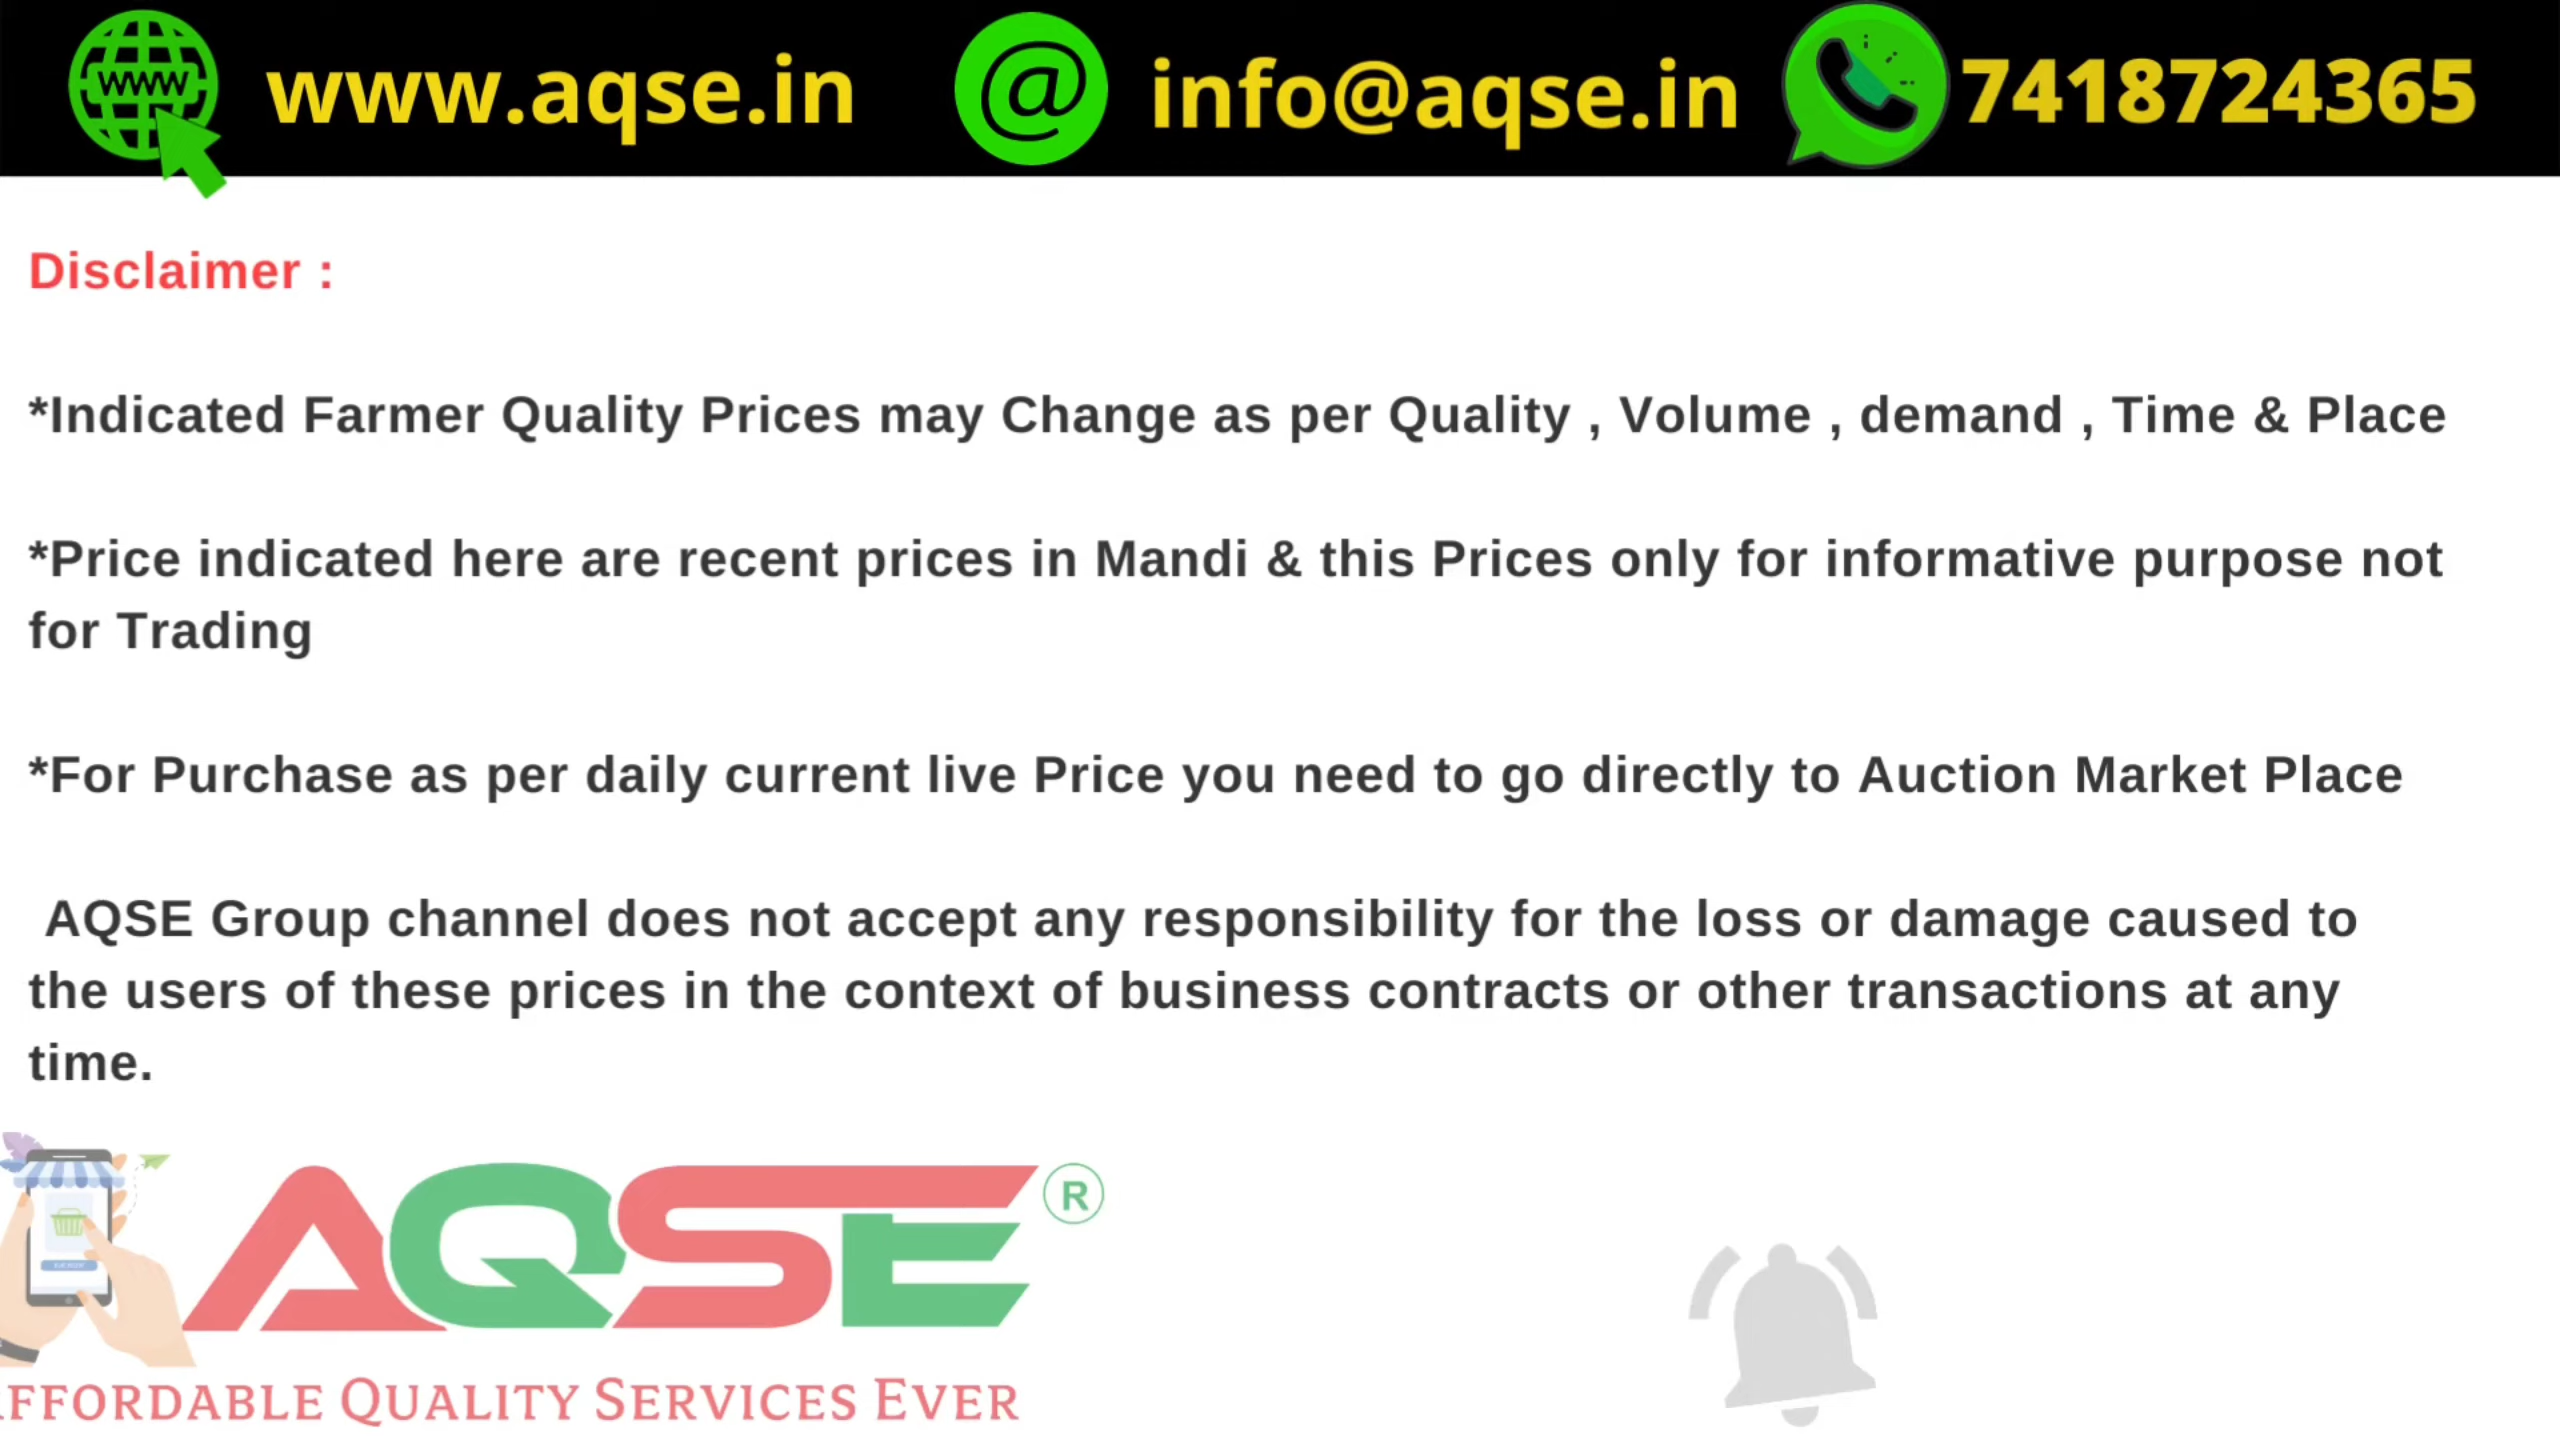 www www.aqse.in @ info@aqse.in 7418724365
Disclaimer :
*Indicated Farmer Quality Prices may Change as per Quality , Volume , demand , Time & Place
*Price indicated here are recent prices in Mandi & this Prices only for informative purpose not
for Trading
*For Purchase as per daily current live Price you need to go directly to Auction Market Place
AQSE Group channel does not accept any responsibility for the loss or damage caused to
the users of these prices in the context of business contracts or other transactions at any
time.
AQSE ®
FFORDABLE QUALITY SERVICES EVER